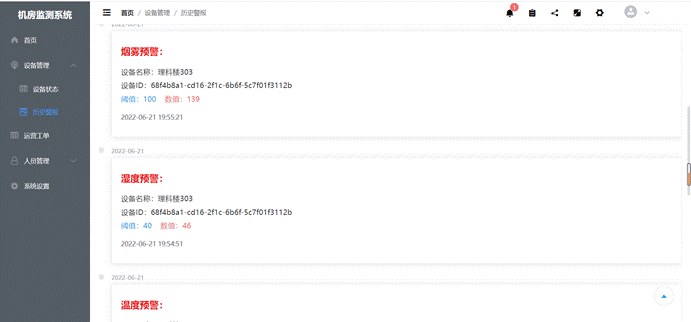 机房监测系统
首页 / 设备管理 / 历史警报
1
首页
设备管理
设备状态
历史警报
运营工单
人员管理
系统设置
2022-06-21
烟雾预警：
设备名称：理科楼303
设备ID：68f4b8a1-cd16-2f1c-6b6f-5c7f01f3112b
阈值：100 数值：139
2022-06-21 19:55:21
2022-06-21
湿度预警：
设备名称：理科楼303
设备ID：68f4b8a1-cd16-2f1c-6b6f-5c7f01f3112b
阈值：40 数值：46
2022-06-21 19:54:51
2022-06-21
温度预警：